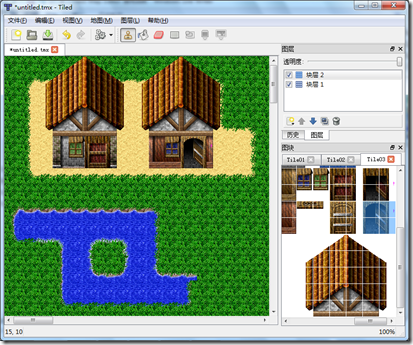 *untitled.tmx - Tiled
文件(F) 编辑(E) 视图(V) 地图(M) 图层(L) 帮助(H)
*untitled.tmx
图层
透明度:
块层 2
块层 1
历史 图层
图块
Tile01 Tile02 Tile03
15, 10 100%